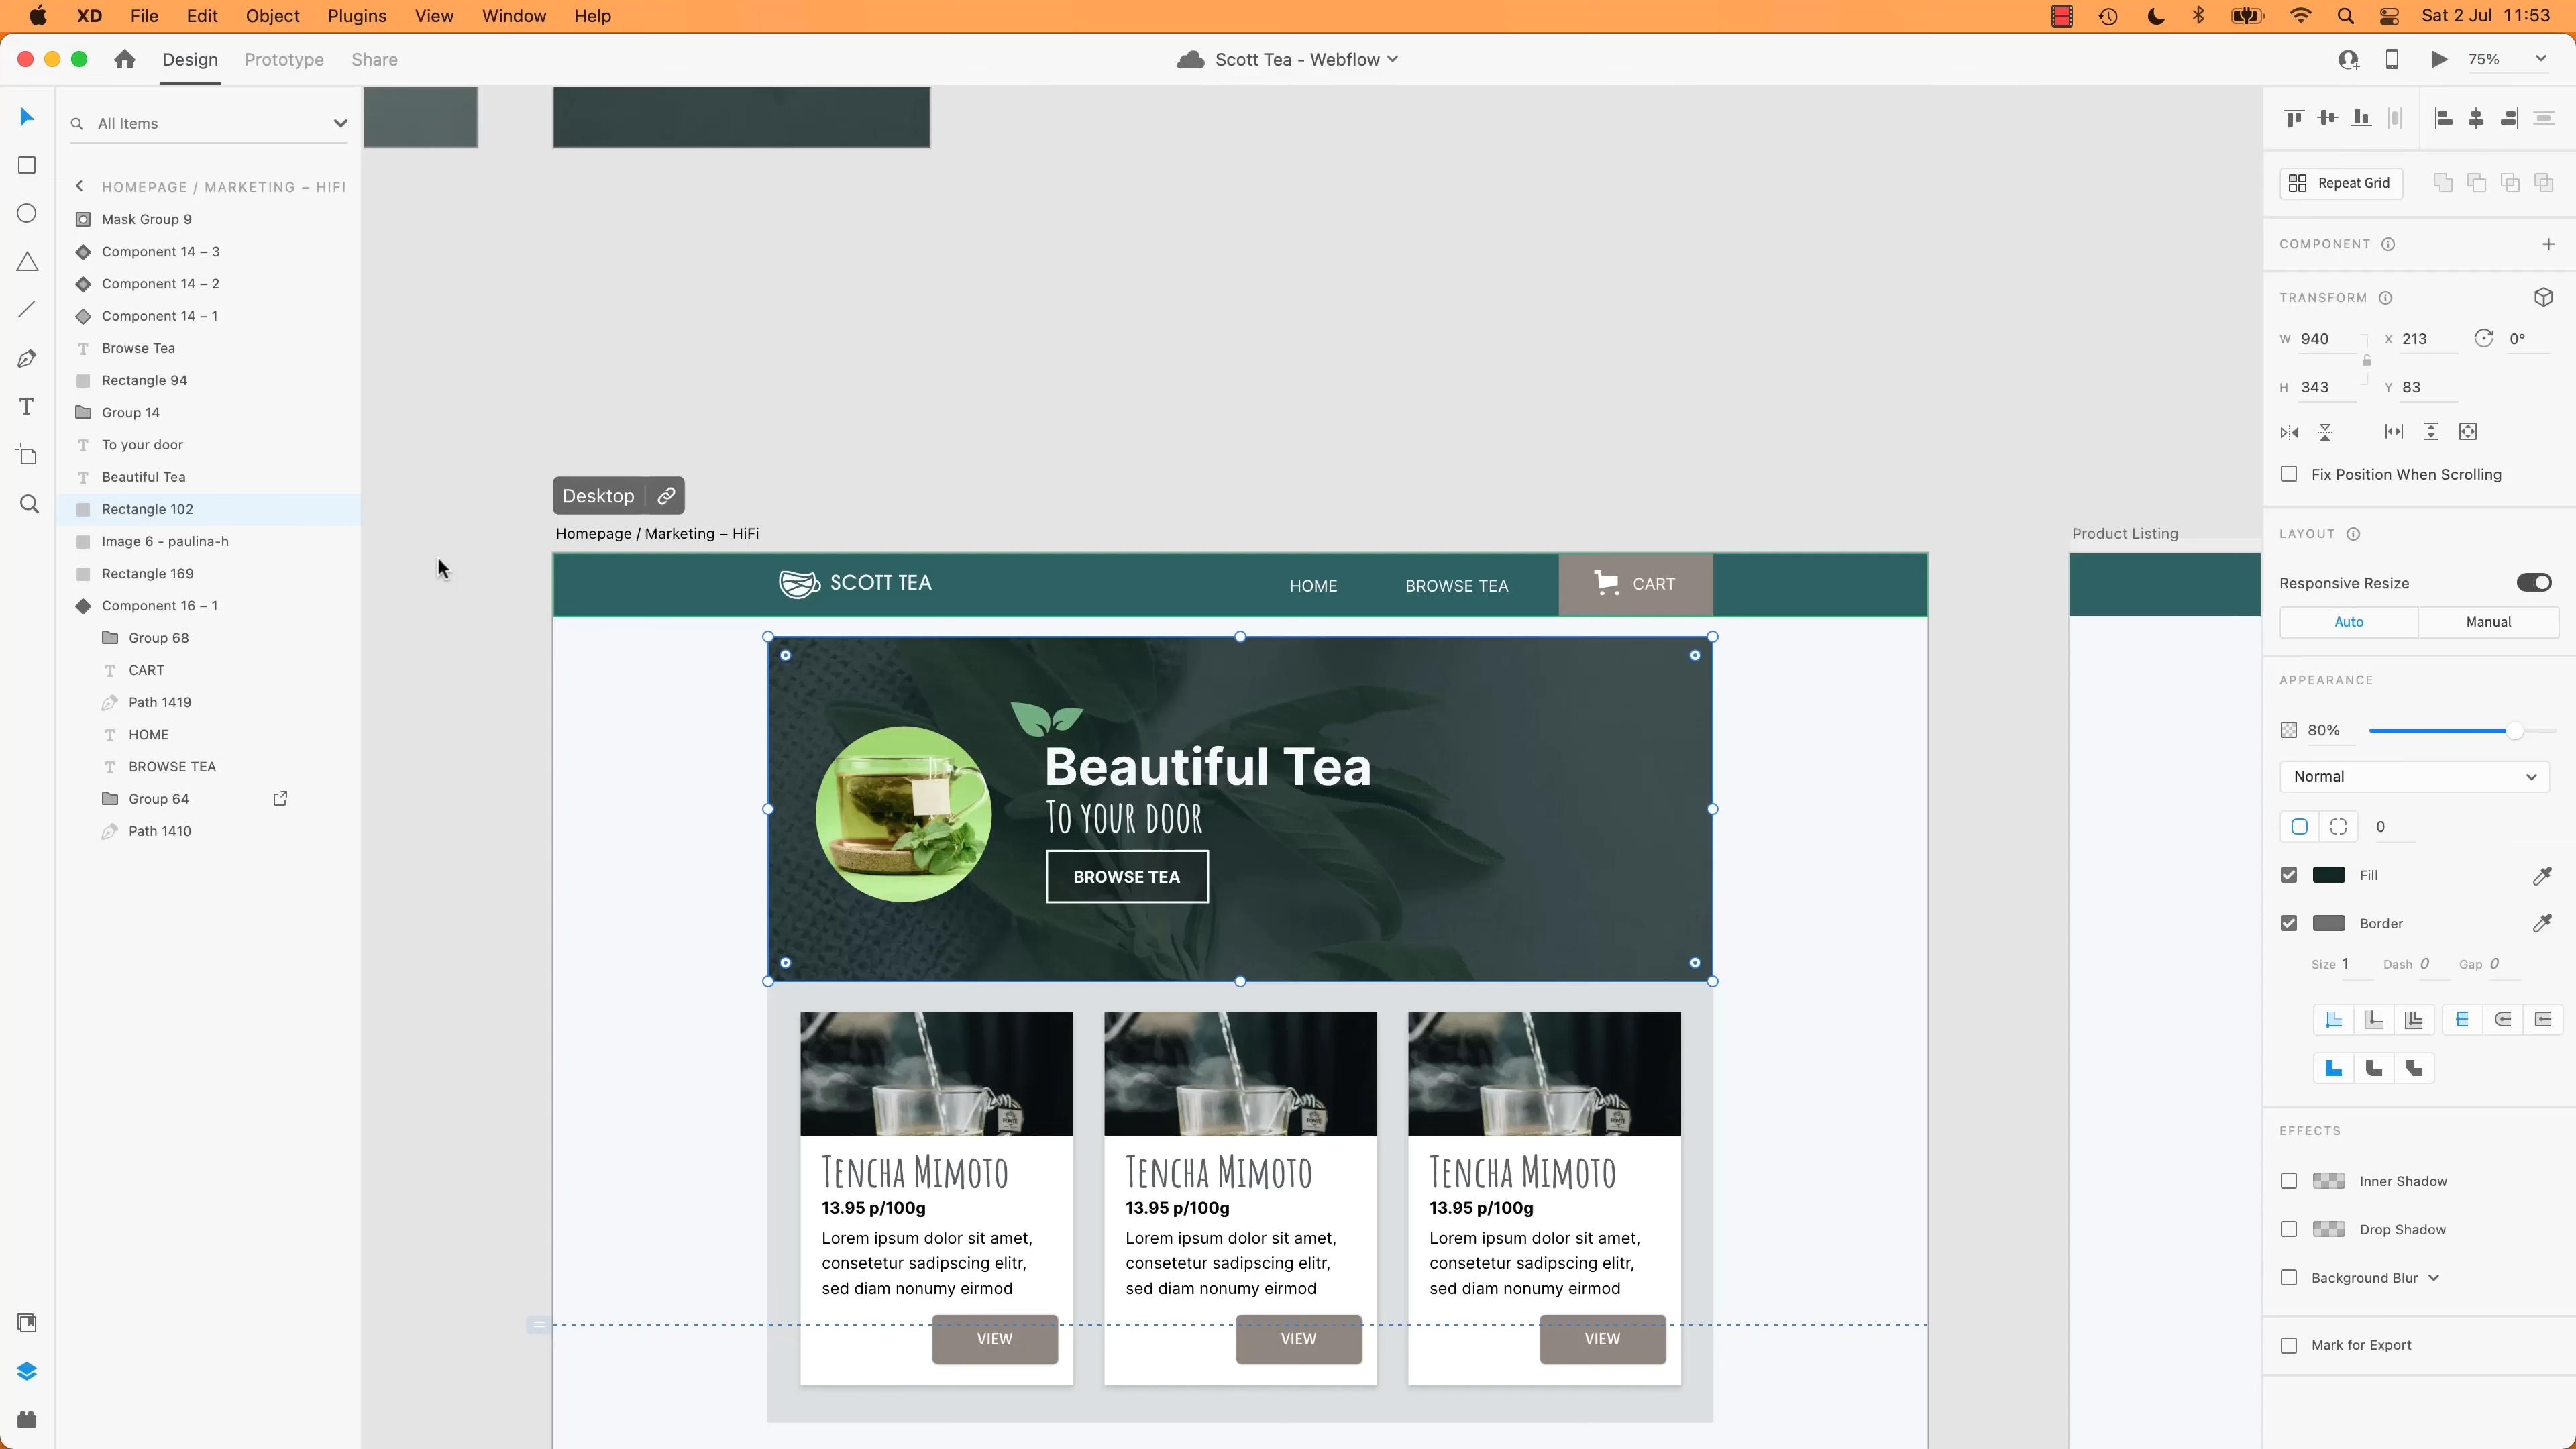 XD File Edit Object Plugins View Window Help Sat 2 Jul 11:53
Design Prototype Share Scott Tea - Webflow 75%
All Items
HOMEPAGE / MARKETING – HIFI
Mask Group 9
Component 14 – 3
Component 14 – 2
Component 14 – 1
Browse Tea
Rectangle 94
Group 14
To your door
Beautiful Tea
Rectangle 102
Image 6 - paulina-h
Rectangle 169
Component 16 – 1
Group 68
CART
Path 1419
HOME
BROWSE TEA
Group 64
Path 1410
Desktop
Homepage / Marketing – HiFi
SCOTT TEA HOME BROWSE TEA CART
Beautiful Tea
To your door
BROWSE TEA
Tencha Mimoto
13.95 p/100g
Lorem ipsum dolor sit amet,
consetetur sadipscing elitr,
sed diam nonumy eirmod
VIEW
Tencha Mimoto
13.95 p/100g
Lorem ipsum dolor sit amet,
consetetur sadipscing elitr,
sed diam nonumy eirmod
VIEW
Tencha Mimoto
13.95 p/100g
Lorem ipsum dolor sit amet,
consetetur sadipscing elitr,
sed diam nonumy eirmod
VIEW
Product Listing
Repeat Grid
COMPONENT
TRANSFORM
W 940 X 213 0°
H 343 Y 83
Fix Position When Scrolling
LAYOUT
Responsive Resize
Auto Manual
APPEARANCE
80%
Normal
0
Fill
Border
Size 1 Dash 0 Gap 0
EFFECTS
Inner Shadow
Drop Shadow
Background Blur
Mark for Export